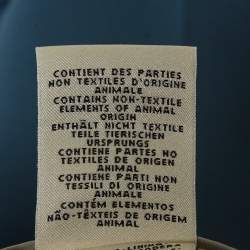 CONTIENT DES PARTIES
NON TEXTILES D'ORIGINE
ANIMALE
CONTAINS NON-TEXTILE
ELEMENTS OF ANIMAL
ORIGIN
ENTHÄLT NICHT TEXTILE
TEILE TIERISCHEN
URSPRUNGS
CONTIENE PARTES NO
TEXTILES DE ORIGEN
ANIMAL
CONTIENE PARTI NON
TESSILI DI ORIGINE
ANIMALE
CONTÉM ELEMENTOS
NÃO-TÊXTEIS DE ORIGEM
ANIMAL